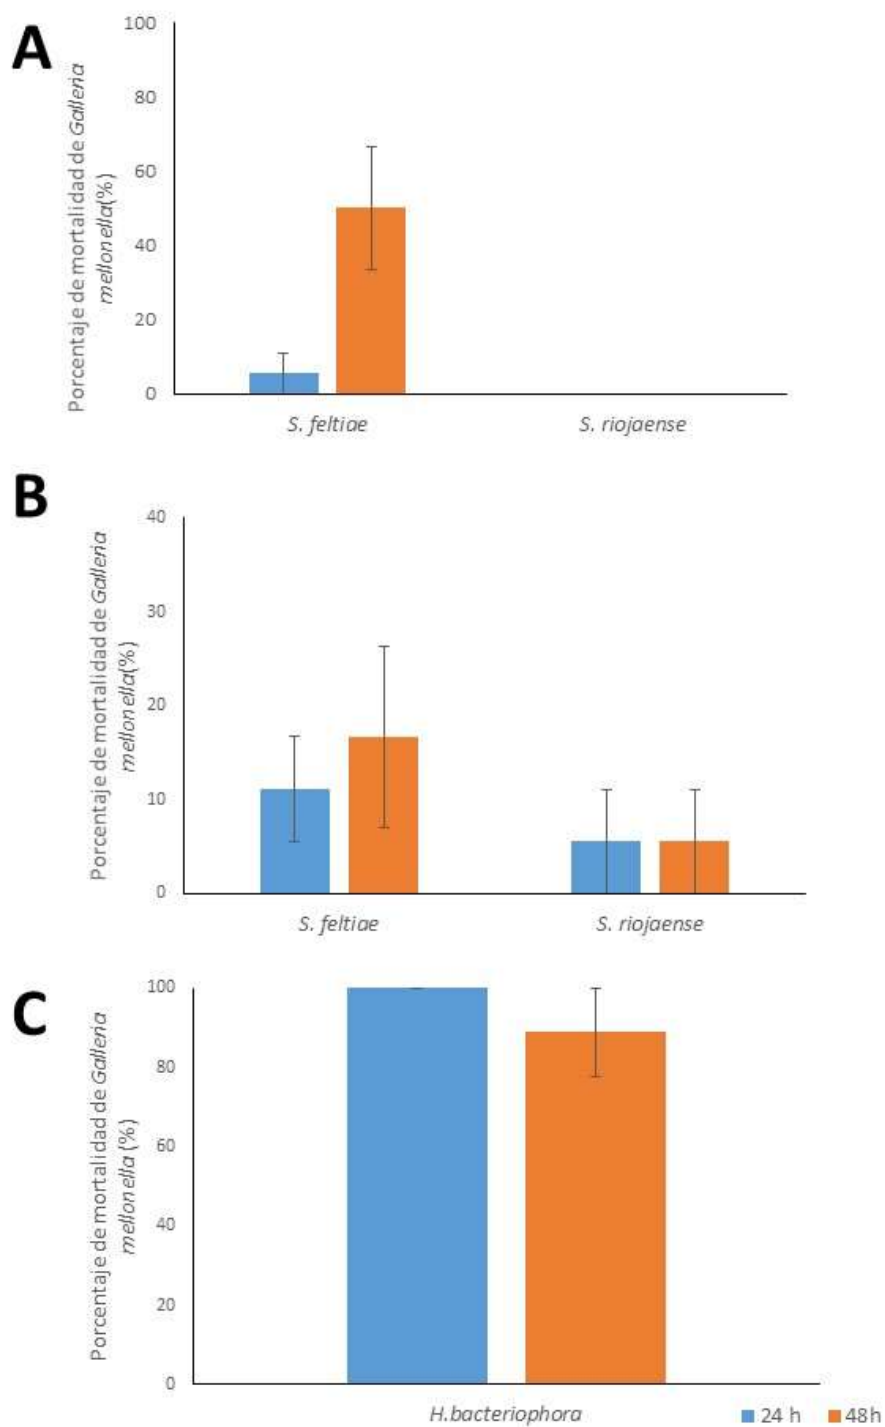 A
Porcentaje de mortalidad de Galleria
mellonella(%)
100
80
60
40
20
0
S. feltiae S. riojaense
B
Porcentaje de mortalidad de Galleria
mellonella(%)
40
30
20
10
0
S. feltiae S. riojaense
C
Porcentaje de mortalidad de Galleria
mellonella (%)
100
80
60
40
20
0
H.bacteriophora
24 h 48h